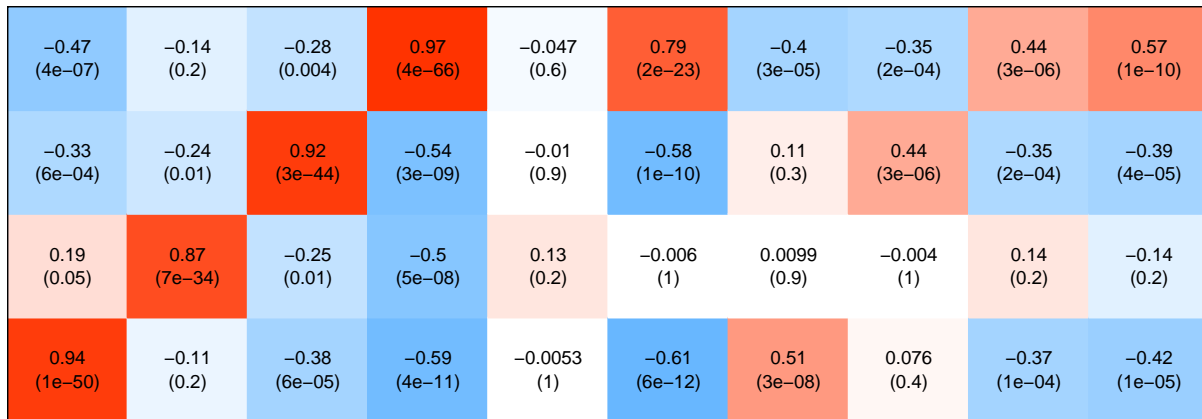 −0.47 −0.14 −0.28 0.97 −0.047 0.79 −0.4 −0.35 0.44 0.57
(4e−07) (0.2) (0.004) (4e−66) (0.6) (2e−23) (3e−05) (2e−04) (3e−06) (1e−10)
−0.33 −0.24 0.92 −0.54 −0.01 −0.58 0.11 0.44 −0.35 −0.39
(6e−04) (0.01) (3e−44) (3e−09) (0.9) (1e−10) (0.3) (3e−06) (2e−04) (4e−05)
0.19 0.87 −0.25 −0.5 0.13 −0.006 0.0099 −0.004 0.14 −0.14
(0.05) (7e−34) (0.01) (5e−08) (0.2) (1) (0.9) (1) (0.2) (0.2)
0.94 −0.11 −0.38 −0.59 −0.0053 −0.61 0.51 0.076 −0.37 −0.42
(1e−50) (0.2) (6e−05) (4e−11) (1) (6e−12) (3e−08) (0.4) (1e−04) (1e−05)